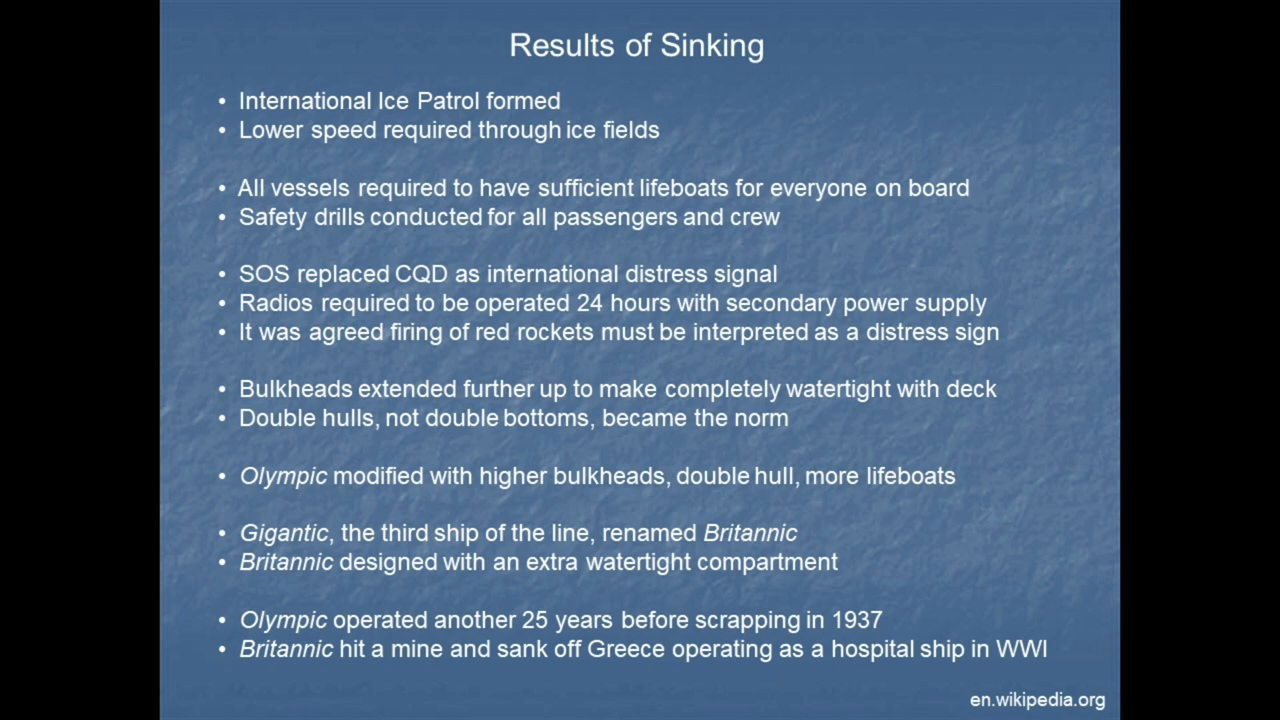 Results of Sinking
• International Ice Patrol formed
• Lower speed required through ice fields
• All vessels required to have sufficient lifeboats for everyone on board
• Safety drills conducted for all passengers and crew
• SOS replaced CQD as international distress signal
• Radios required to be operated 24 hours with secondary power supply
• It was agreed firing of red rockets must be interpreted as a distress sign
• Bulkheads extended further up to make completely watertight with deck
• Double hulls, not double bottoms, became the norm
• Olympic modified with higher bulkheads, double hull, more lifeboats
• Gigantic, the third ship of the line, renamed Britannic
• Britannic designed with an extra watertight compartment
• Olympic operated another 25 years before scrapping in 1937
• Britannic hit a mine and sank off Greece operating as a hospital ship in WWI
en.wikipedia.org